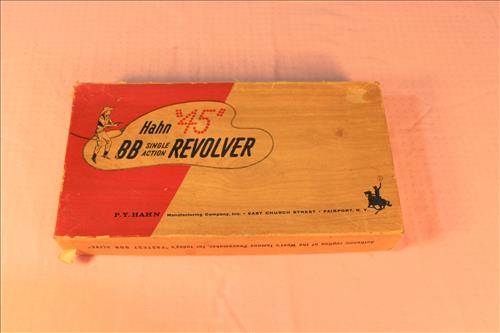 Hahn "45"
BB SINGLE ACTION REVOLVER
P. Y. HAHN Manufacturing Company, Inc. • EAST CHURCH STREET • FAIRPORT, N. Y.
Authentic replica of the West's famous Peacemaker, for today's "FASTEST GUN ALIVE"